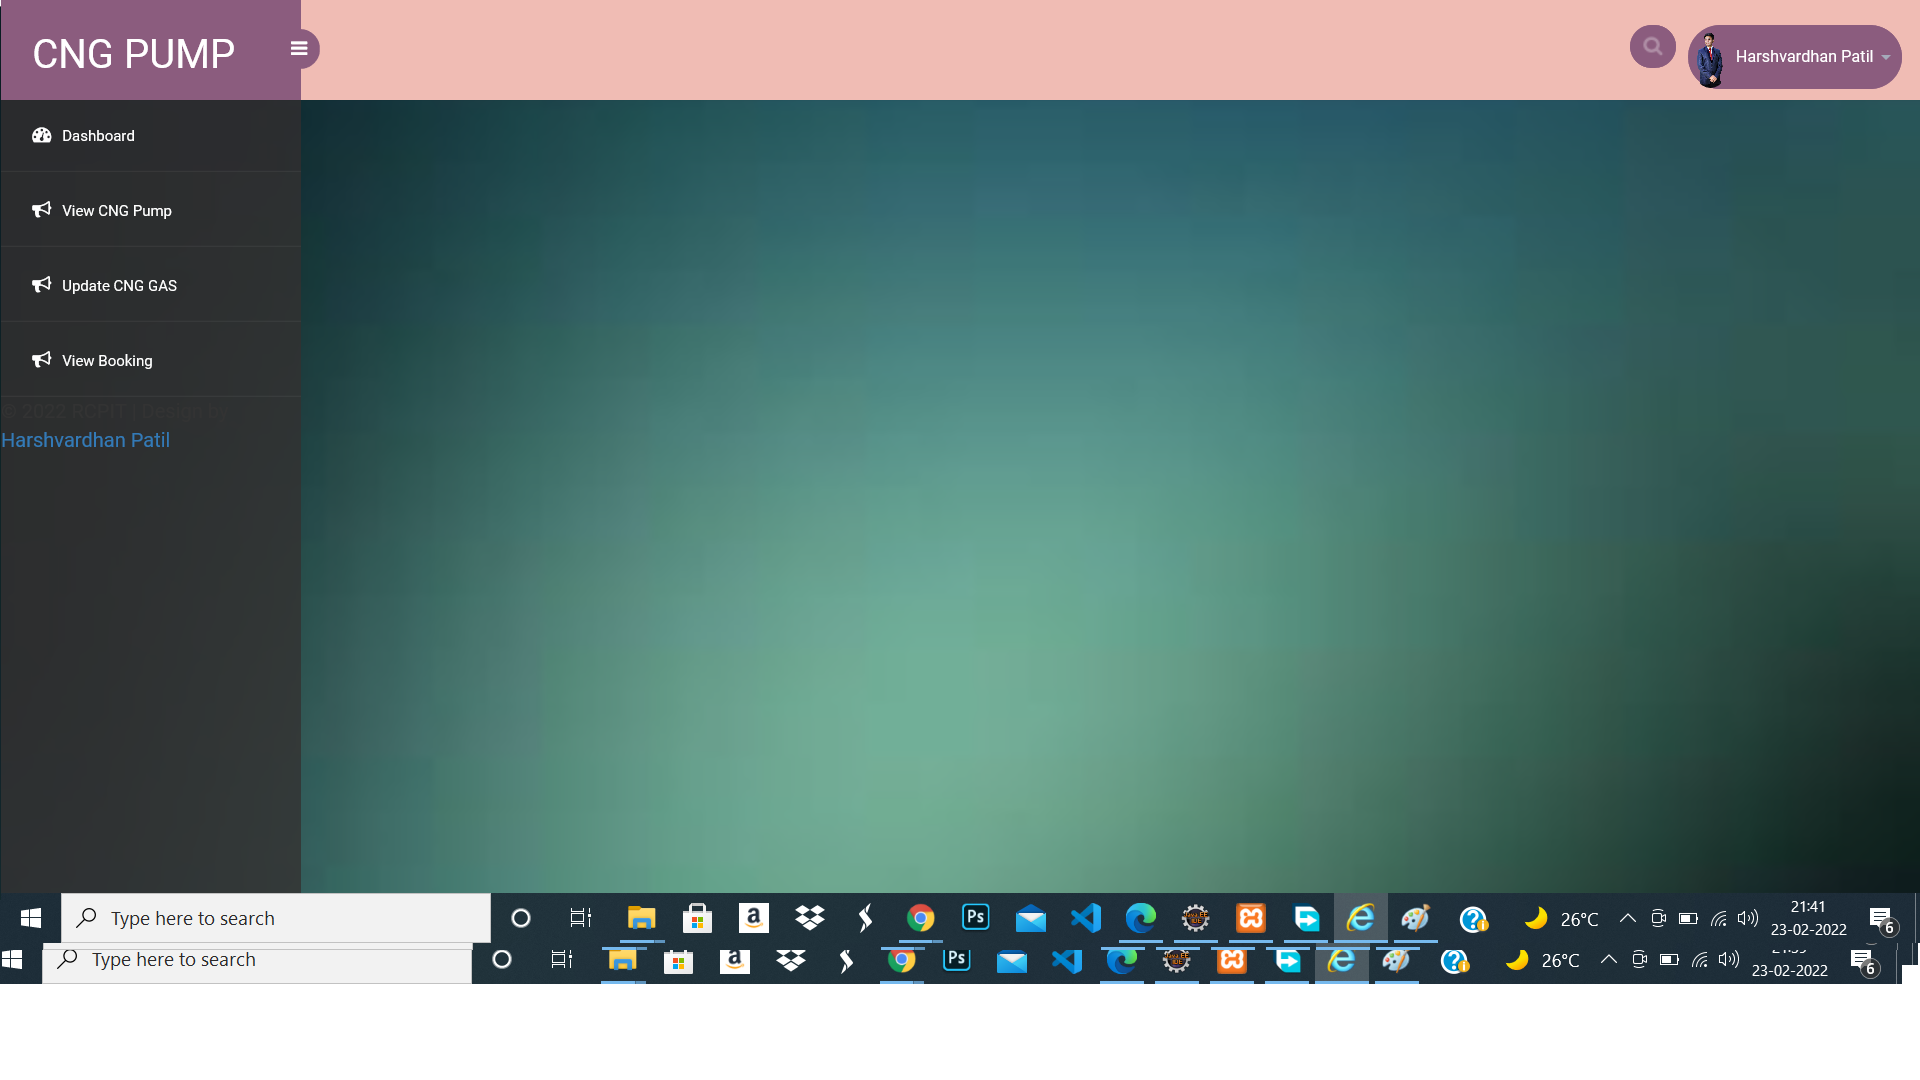 CNG PUMP
Harshvardhan Patil
Dashboard
View CNG Pump
Update CNG GAS
View Booking
© 2022 RCPIT | Design by
Harshvardhan Patil
Type here to search
Ps
26°C
21:41
23-02-2022
6
Type here to search
Ps
26°C
23-02-2022
6